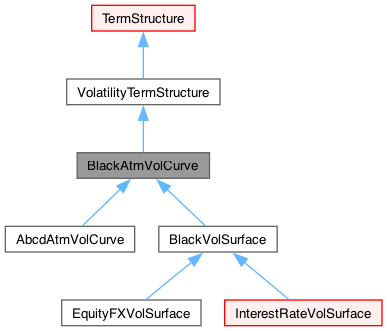 TermStructure
VolatilityTermStructure
BlackAtmVolCurve
AbcdAtmVolCurve
BlackVolSurface
EquityFXVolSurface
InterestRateVolSurface